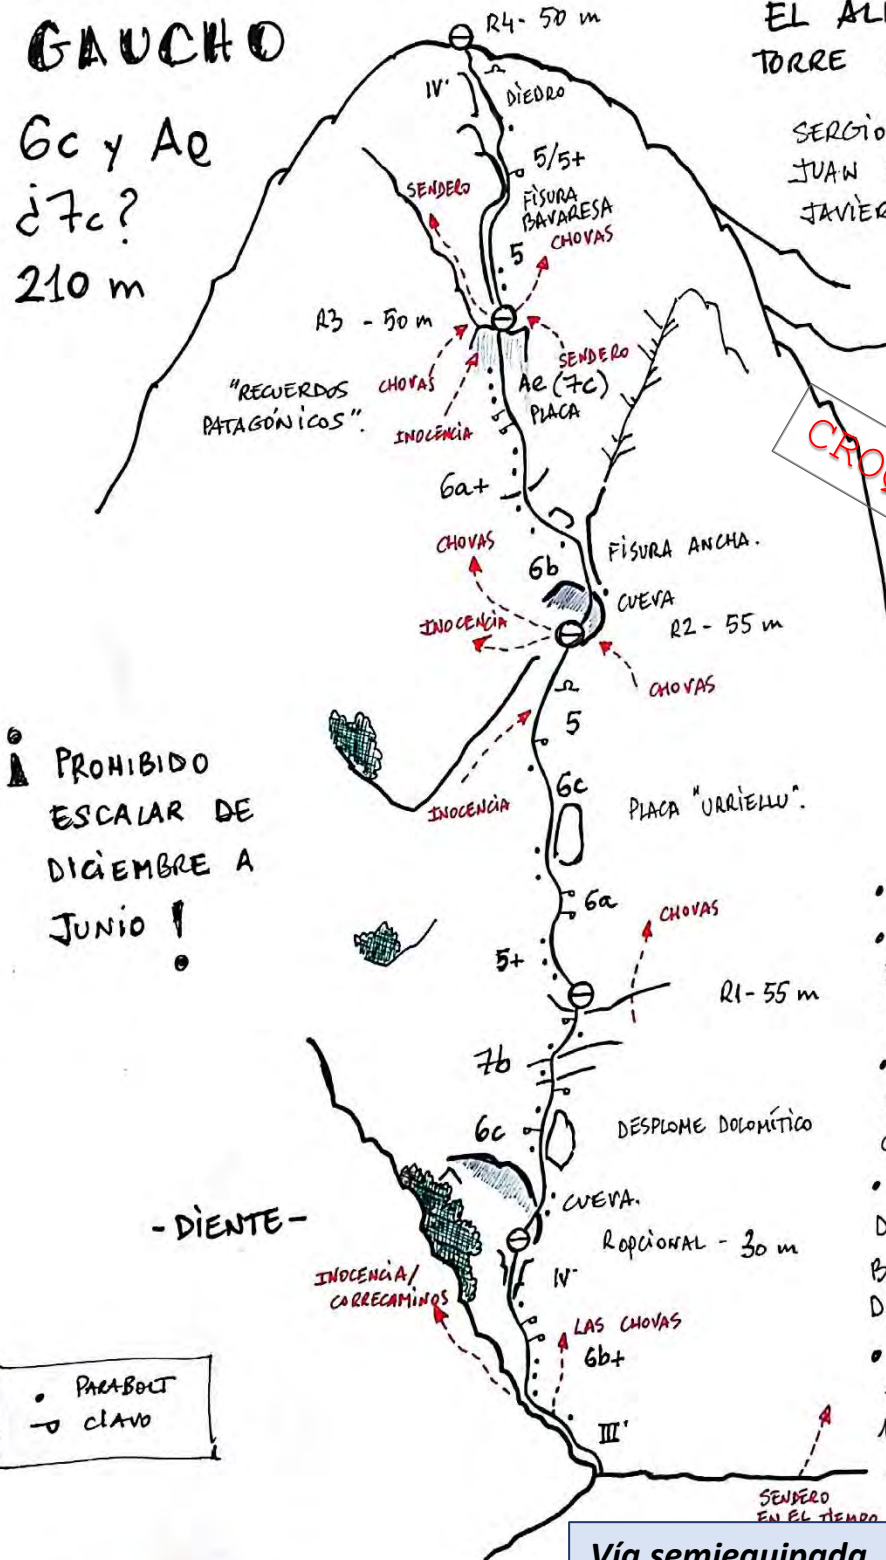 GAUCHO
6c y Ae
¿7c?
210 m
R4 - 50 m
TORRE
SERGIO
JUAN
JAVIER
IV·
DIEDRO
5/5+
SENDERO
FISURA
BAVARESA
CHOVAS
5
R3 - 50 m
SENDERO
"RECUERDOS
PATAGÓNICOS".
CHOVAS
Ae (7c)
PLACA
INOCENCIA
6a+
CHOVAS
FISURA ANCHA.
6b
CUEVA
INOCENCIA
R2 - 55 m
CHOVAS
5
¡PROHIBIDO
ESCALAR DE
DICIEMBRE A
JUNIO!
6c
INOCENCIA
PLACA "URRIELLU".
6a
CHOVAS
5+
R1 - 55 m
7b
6c
DESPLOME DOLOMÍTICO
CUEVA.
- DIENTE -
ROPCIONAL - 30 m
IV-
INOCENCIA/
CORRECAMINOS
LAS CHOVAS
6b+
PARABOLT
CLAVO
III·
SENDERO
EN EL TIEMPO
Vía semiequipada